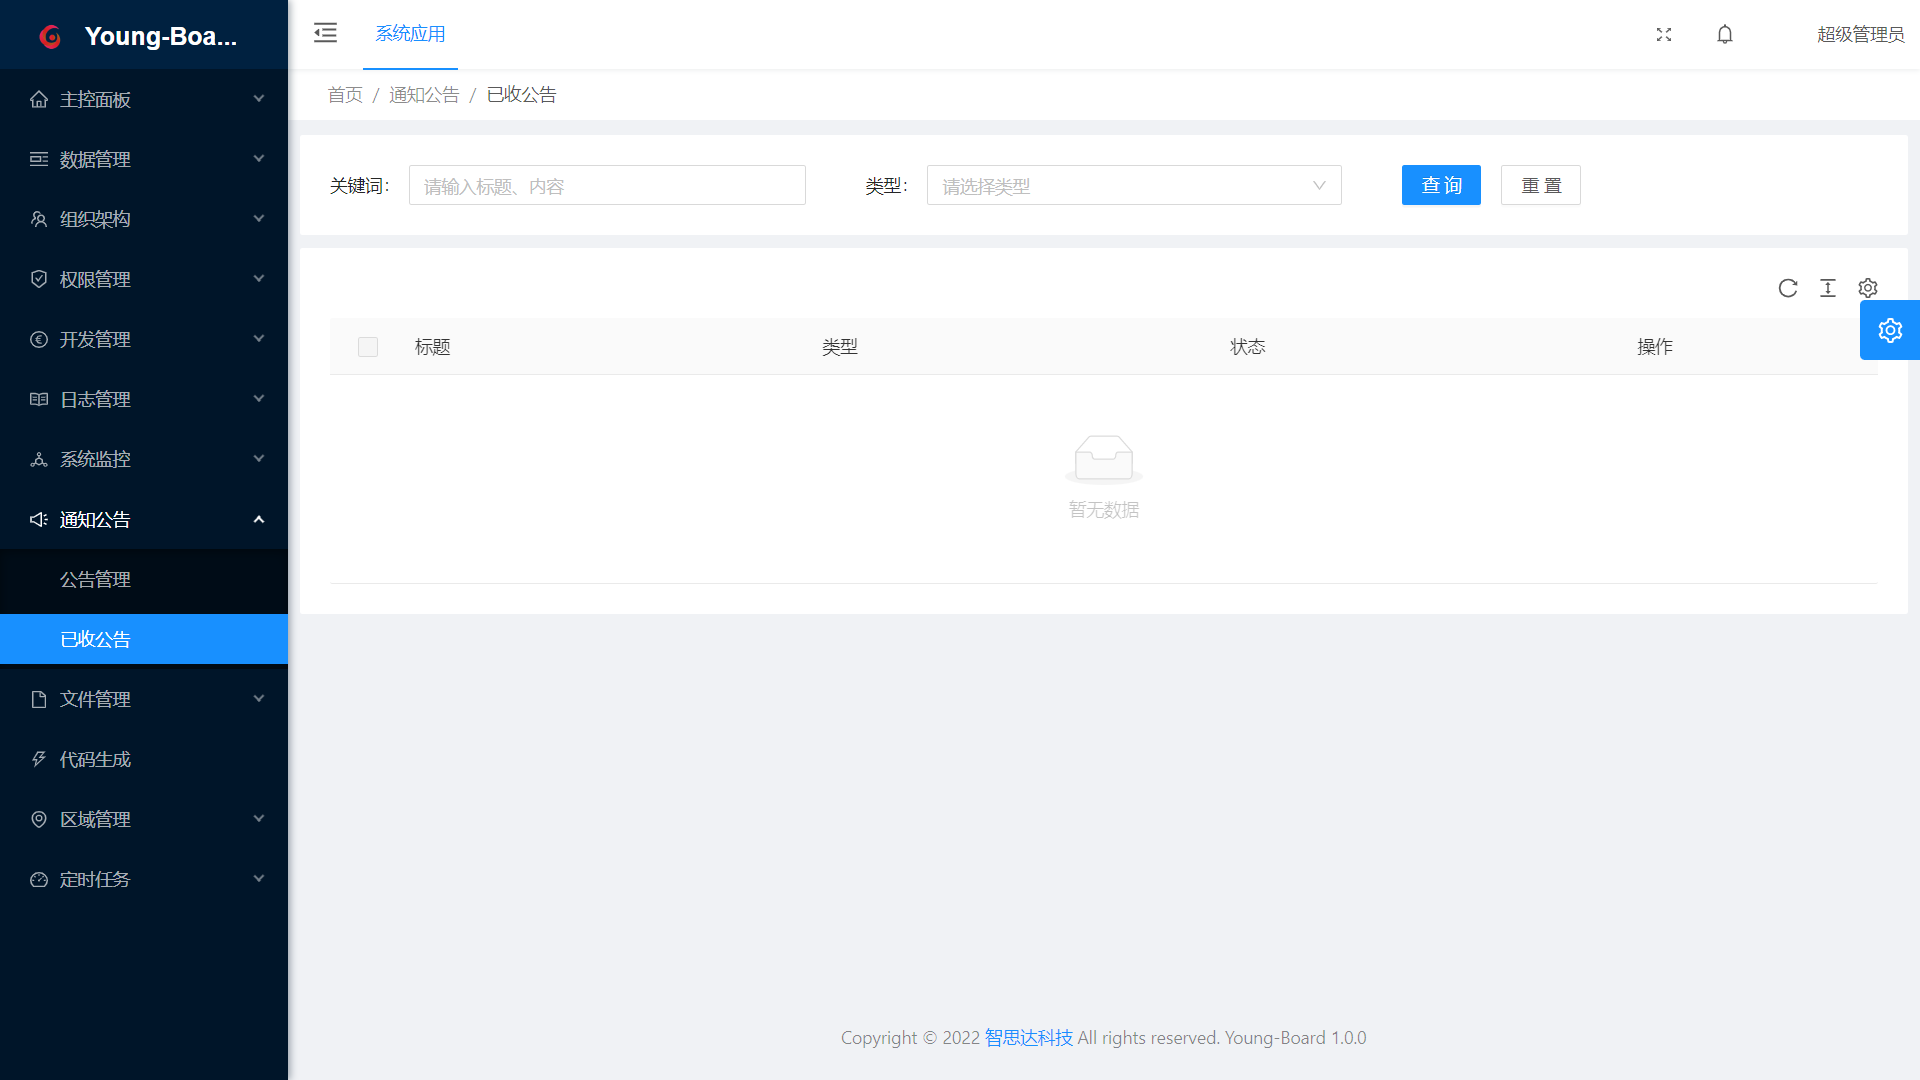 Young-Boa...
主控面板
数据管理
组织架构
权限管理
开发管理
日志管理
系统监控
通知公告
公告管理
已收公告
文件管理
代码生成
区域管理
定时任务
系统应用
超级管理员
首页 / 通知公告 / 已收公告
关键词: 请输入标题、内容 类型: 请选择类型 查 询 重 置
标题 类型 状态 操作
暂无数据
Copyright © 2022 智思达科技 All rights reserved. Young-Board 1.0.0